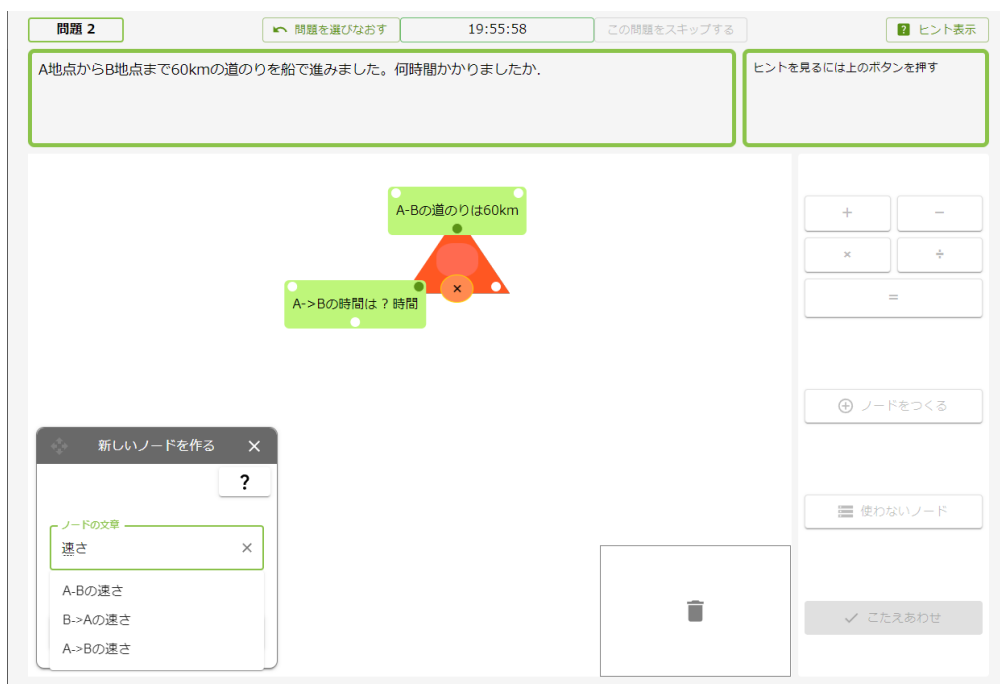 問題 2
問題を選びなおす
19:55:58
この問題をスキップする
? ヒント表示
A地点からB地点まで60kmの道のりを船で進みました。何時間かかりましたか.
ヒントを見るには上のボタンを押す
A-Bの道のりは60km
×
A->Bの時間は ? 時間
+
−
×
÷
=
ノードをつくる
使わないノード
こたえあわせ
新しいノードを作る
?
ノードの文章
速さ
A-Bの速さ
B->Aの速さ
A->Bの速さ